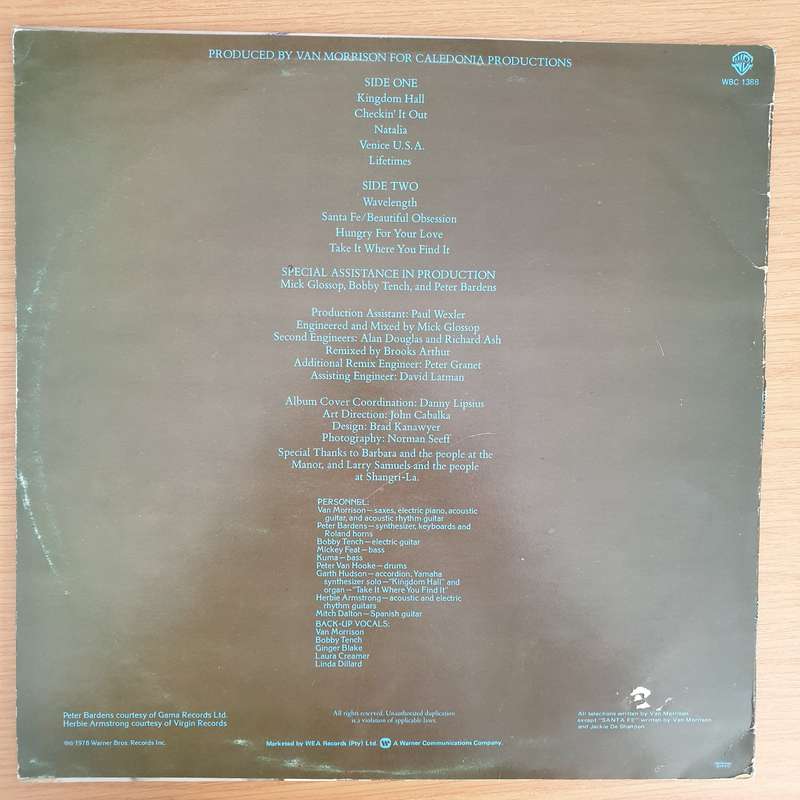 PRODUCED BY VAN MORRISON FOR CALEDONIA PRODUCTIONS
WBC 1388
SIDE ONE
Kingdom Hall
Checkin' It Out
Natalia
Venice U.S.A.
Lifetimes
SIDE TWO
Wavelength
Santa Fe/Beautiful Obsession
Hungry For Your Love
Take It Where You Find It
SPECIAL ASSISTANCE IN PRODUCTION
Mick Glossop, Bobby Tench, and Peter Bardens
Production Assistant: Paul Wexler
Engineered and Mixed by Mick Glossop
Second Engineers: Alan Douglas and Richard Ash
Remixed by Brooks Arthur
Additional Remix Engineer: Peter Granet
Assisting Engineer: David Latman
Album Cover Coordination: Danny Lipsius
Art Direction: John Cabalka
Design: Brad Kanawyer
Photography: Norman Seeff
Special Thanks to Barbara and the people at the
Manor, and Larry Samuels and the people
at Shangri-La.
PERSONNEL:
Van Morrison—saxes, electric piano, acoustic
guitar, and acoustic rhythm guitar
Peter Bardens—synthesizer, keyboards and
Roland horns
Bobby Tench—electric guitar
Mickey Feat—bass
Kuma—bass
Peter Van Hooke—drums
Garth Hudson—accordion, Yamaha
synthesizer solo—"Kingdom Hall" and
organ—"Take It Where You Find It"
Herbie Armstrong—acoustic and electric
rhythm guitars
Mitch Dalton—Spanish guitar
BACK-UP VOCALS:
Van Morrison
Bobby Tench
Ginger Blake
Laura Creamer
Linda Dillard
Peter Bardens courtesy of Gama Records Ltd.
Herbie Armstrong courtesy of Virgin Records
All rights reserved. Unauthorized duplication
is a violation of applicable laws.
All selections written by Van Morrison
except "SANTA FE" written by Van Morrison
and Jackie De Shannon
℗© 1978 Warner Bros. Records Inc.
Marketed by WEA Records (Pty) Ltd. A Warner Communications Company.